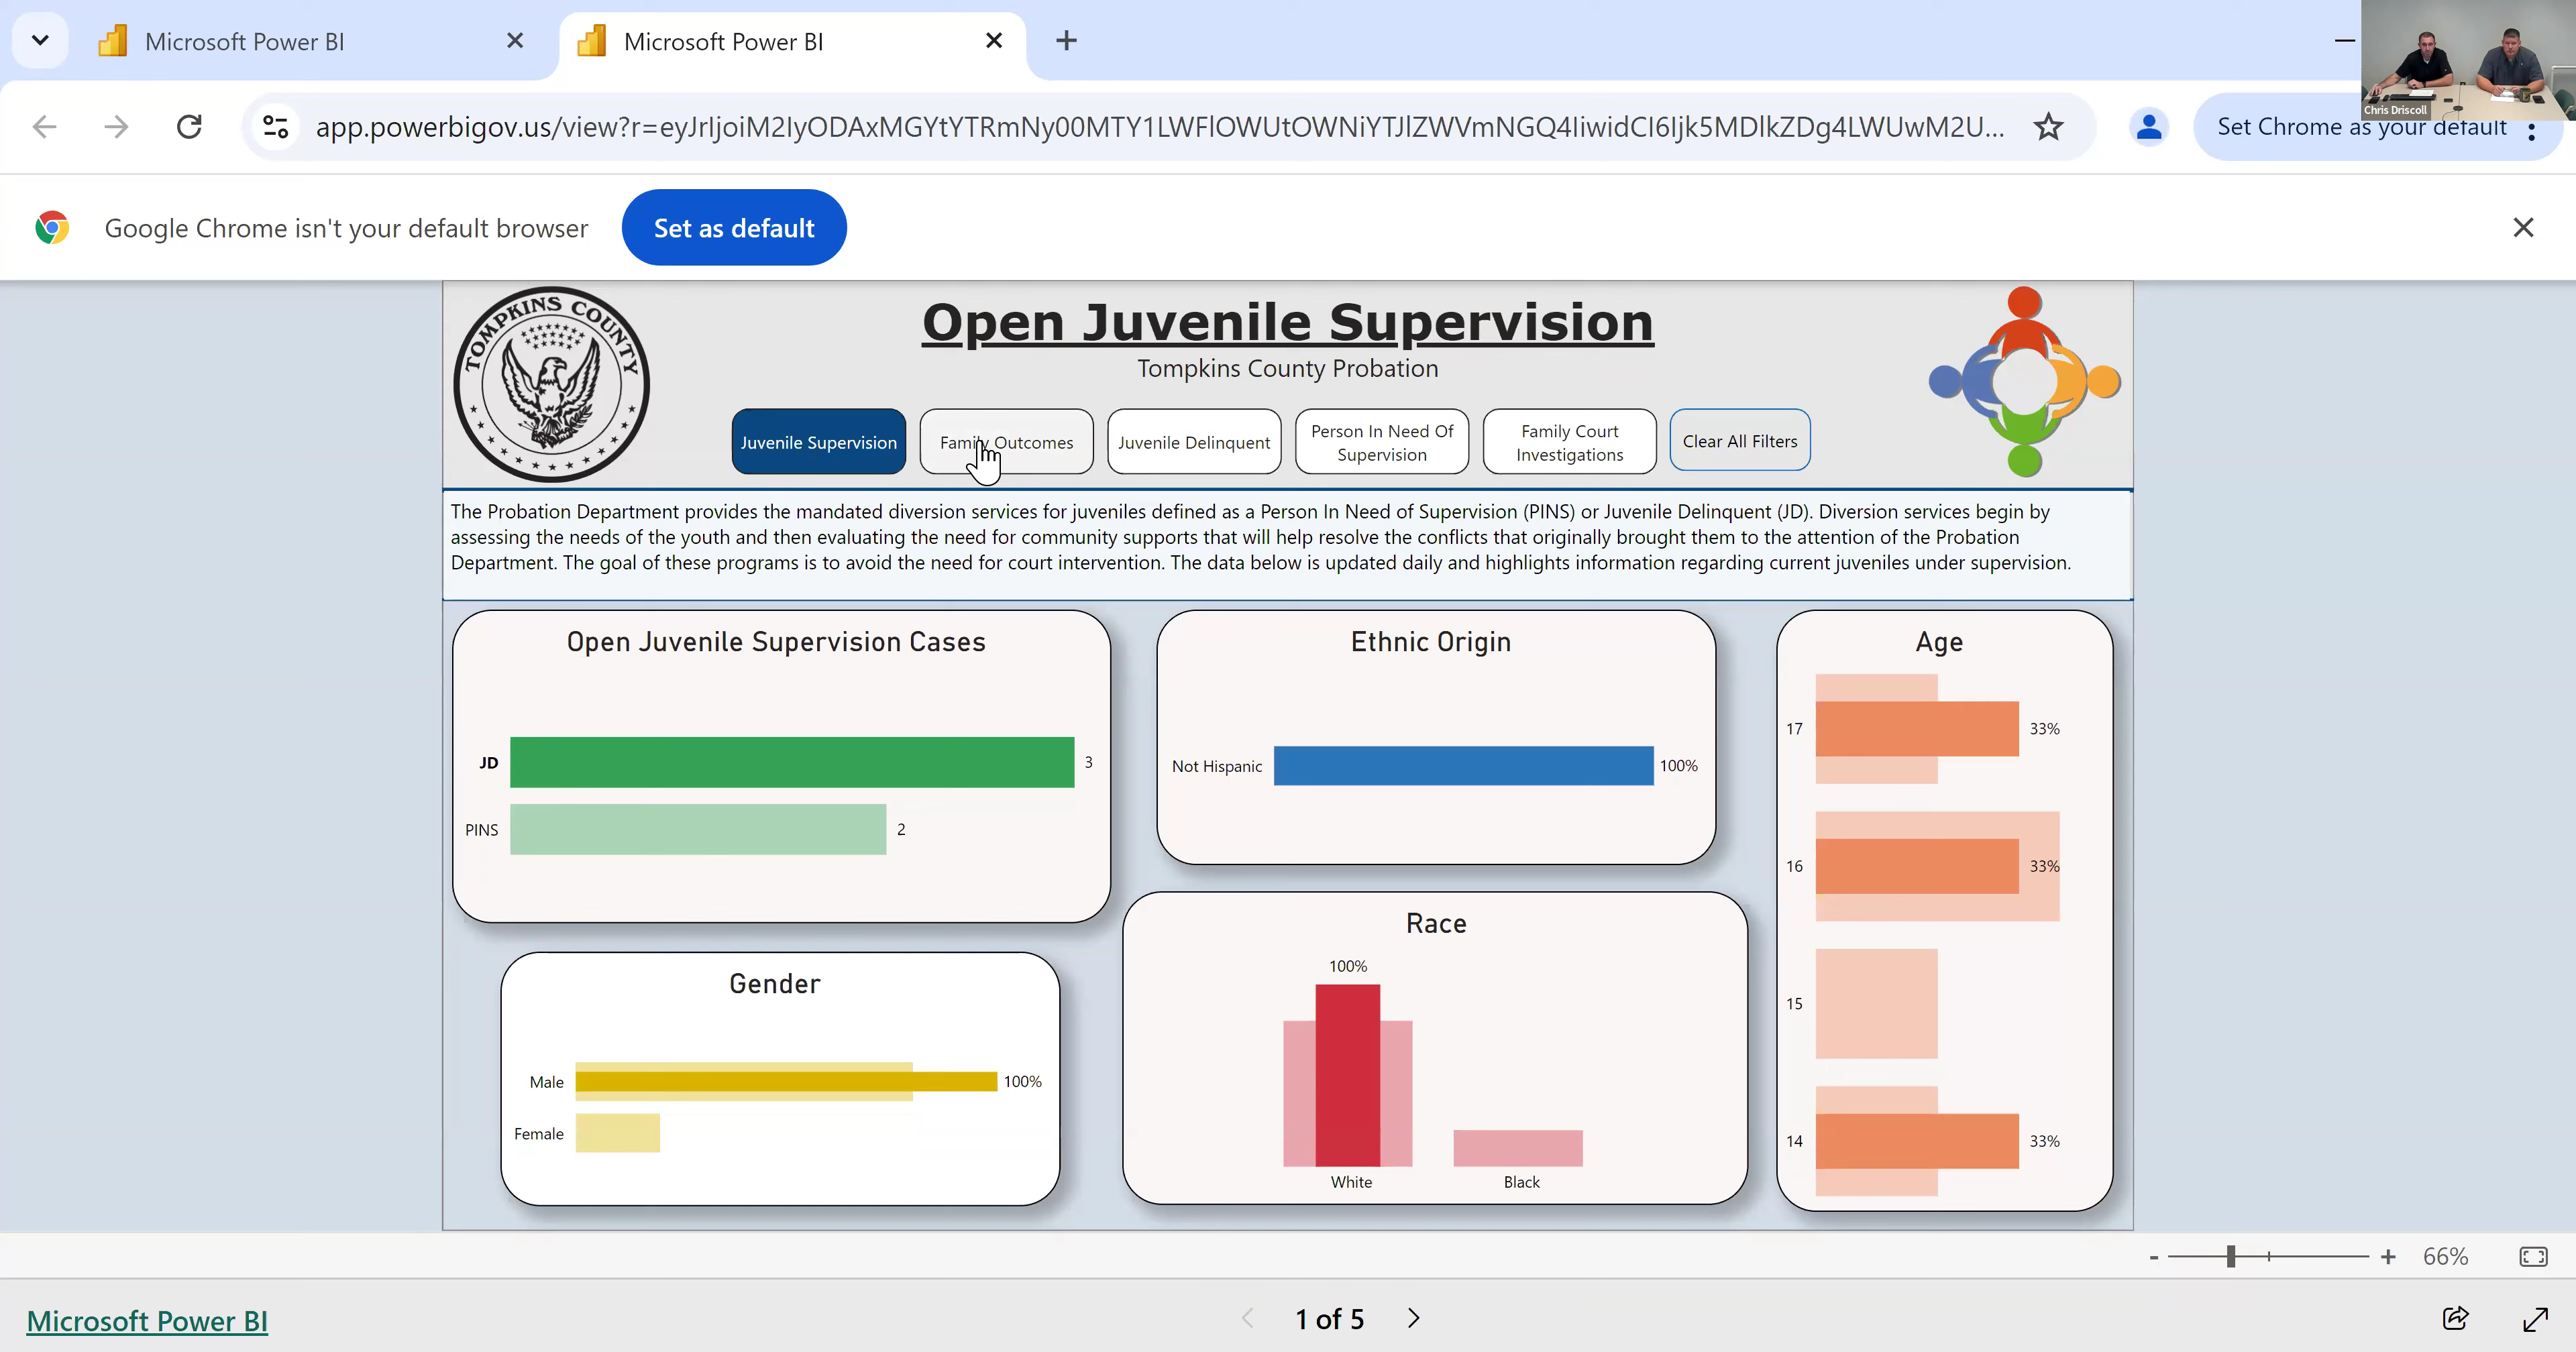 Microsoft Power BI
Microsoft Power BI
Chris Driscoll
app.powerbigov.us/view?r=eyJrIjoiM2IyODAxMGYtYTRmNy00MTY1LWFlOWUtOWNiYTJlZWVmNGQ4IiwidCI6Ijk5MDlkZDg4LWUwM2U...
Set Chrome as your default
Google Chrome isn't your default browser
Set as default
TOMPKINS COUNTY
Open Juvenile Supervision
Tompkins County Probation
Juvenile Supervision
Family Outcomes
Juvenile Delinquent
Person In Need Of
Supervision
Family Court
Investigations
Clear All Filters
The Probation Department provides the mandated diversion services for juveniles defined as a Person In Need of Supervision (PINS) or Juvenile Delinquent (JD). Diversion services begin by
assessing the needs of the youth and then evaluating the need for community supports that will help resolve the conflicts that originally brought them to the attention of the Probation
Department. The goal of these programs is to avoid the need for court intervention. The data below is updated daily and highlights information regarding current juveniles under supervision.
Open Juvenile Supervision Cases
JD 3
PINS 2
Ethnic Origin
Not Hispanic 100%
Age
17 33%
16 33%
15
14 33%
Gender
Male 100%
Female
Race
100%
White Black
- + 66%
Microsoft Power BI
1 of 5